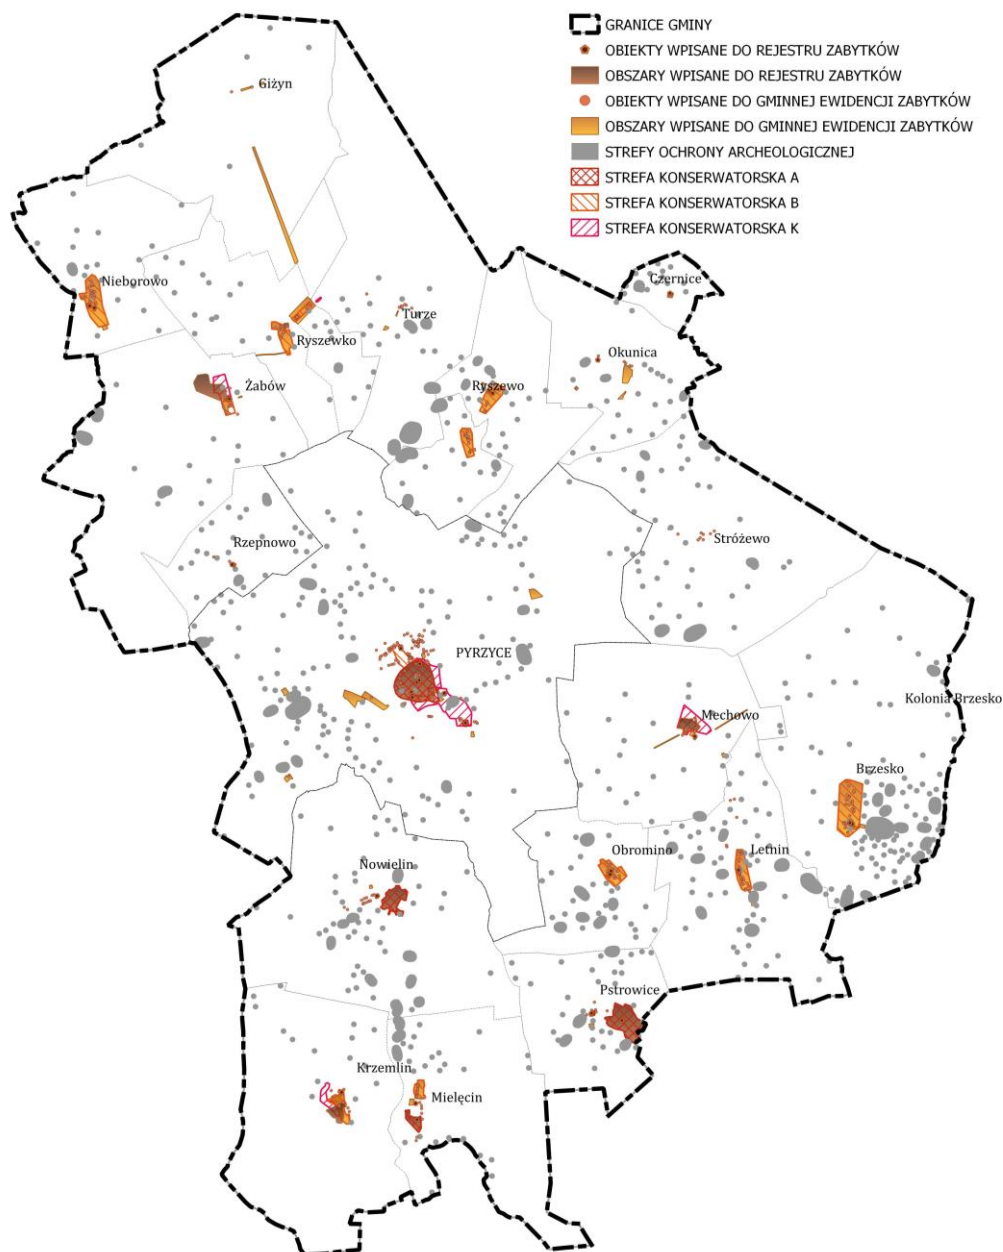 GRANICE GMINY
OBIEKTY WPISANE DO REJESTRU ZABYTKÓW
OBSZARY WPISANE DO REJESTRU ZABYTKÓW
OBIEKTY WPISANE DO GMINNEJ EWIDENCJI ZABYTKÓW
OBSZARY WPISANE DO GMINNEJ EWIDENCJI ZABYTKÓW
STREFY OCHRONY ARCHEOLOGICZNEJ
STREFA KONSERWATORSKA A
STREFA KONSERWATORSKA B
STREFA KONSERWATORSKA K
Giżyn
Nieborowo
Czernice
Turze
Ryszewko
Okunica
Żabów
Ryszewo
Rzepnowo
Stróżewo
PYRZYCE
Kolonia Brzesko
Mechowo
Brzesko
Obromino
Letnin
Nowielin
Pstrowice
Krzemlin
Mielęcin